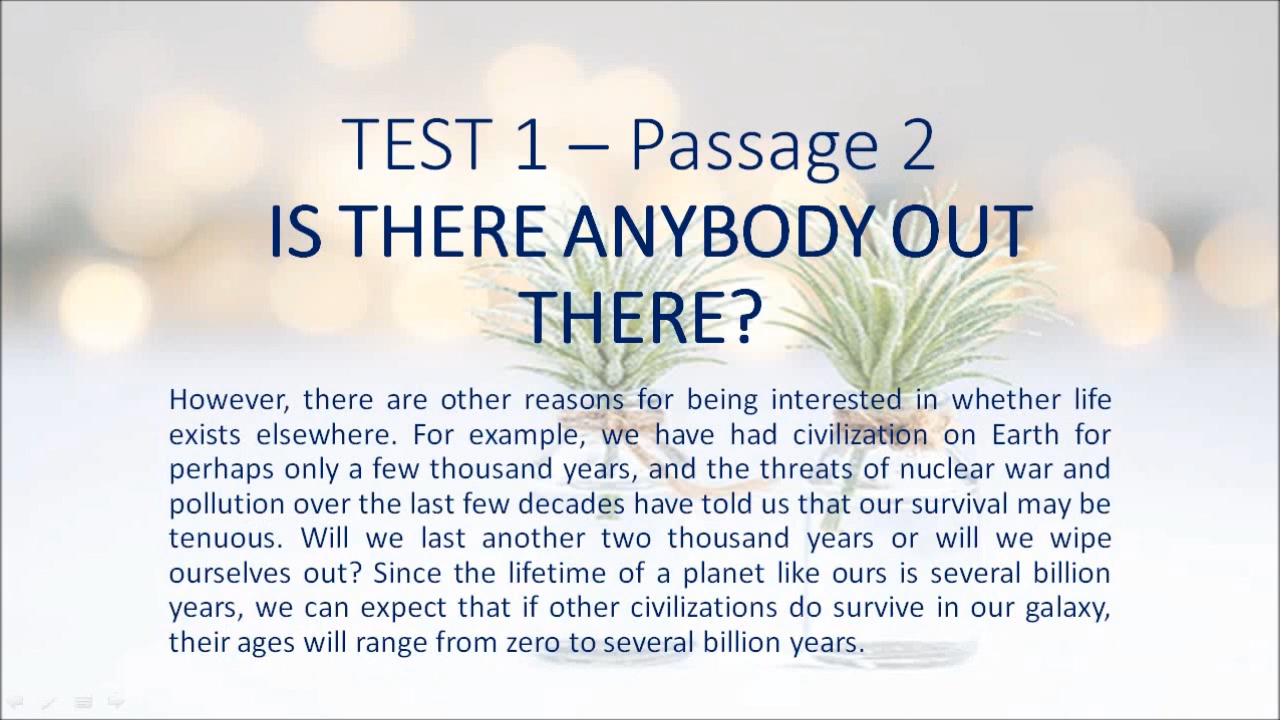 TEST 1 – Passage 2
IS THERE ANYBODY OUT
THERE?
However, there are other reasons for being interested in whether life
exists elsewhere. For example, we have had civilization on Earth for
perhaps only a few thousand years, and the threats of nuclear war and
pollution over the last few decades have told us that our survival may be
tenuous. Will we last another two thousand years or will we wipe
ourselves out? Since the lifetime of a planet like ours is several billion
years, we can expect that if other civilizations do survive in our galaxy,
their ages will range from zero to several billion years.